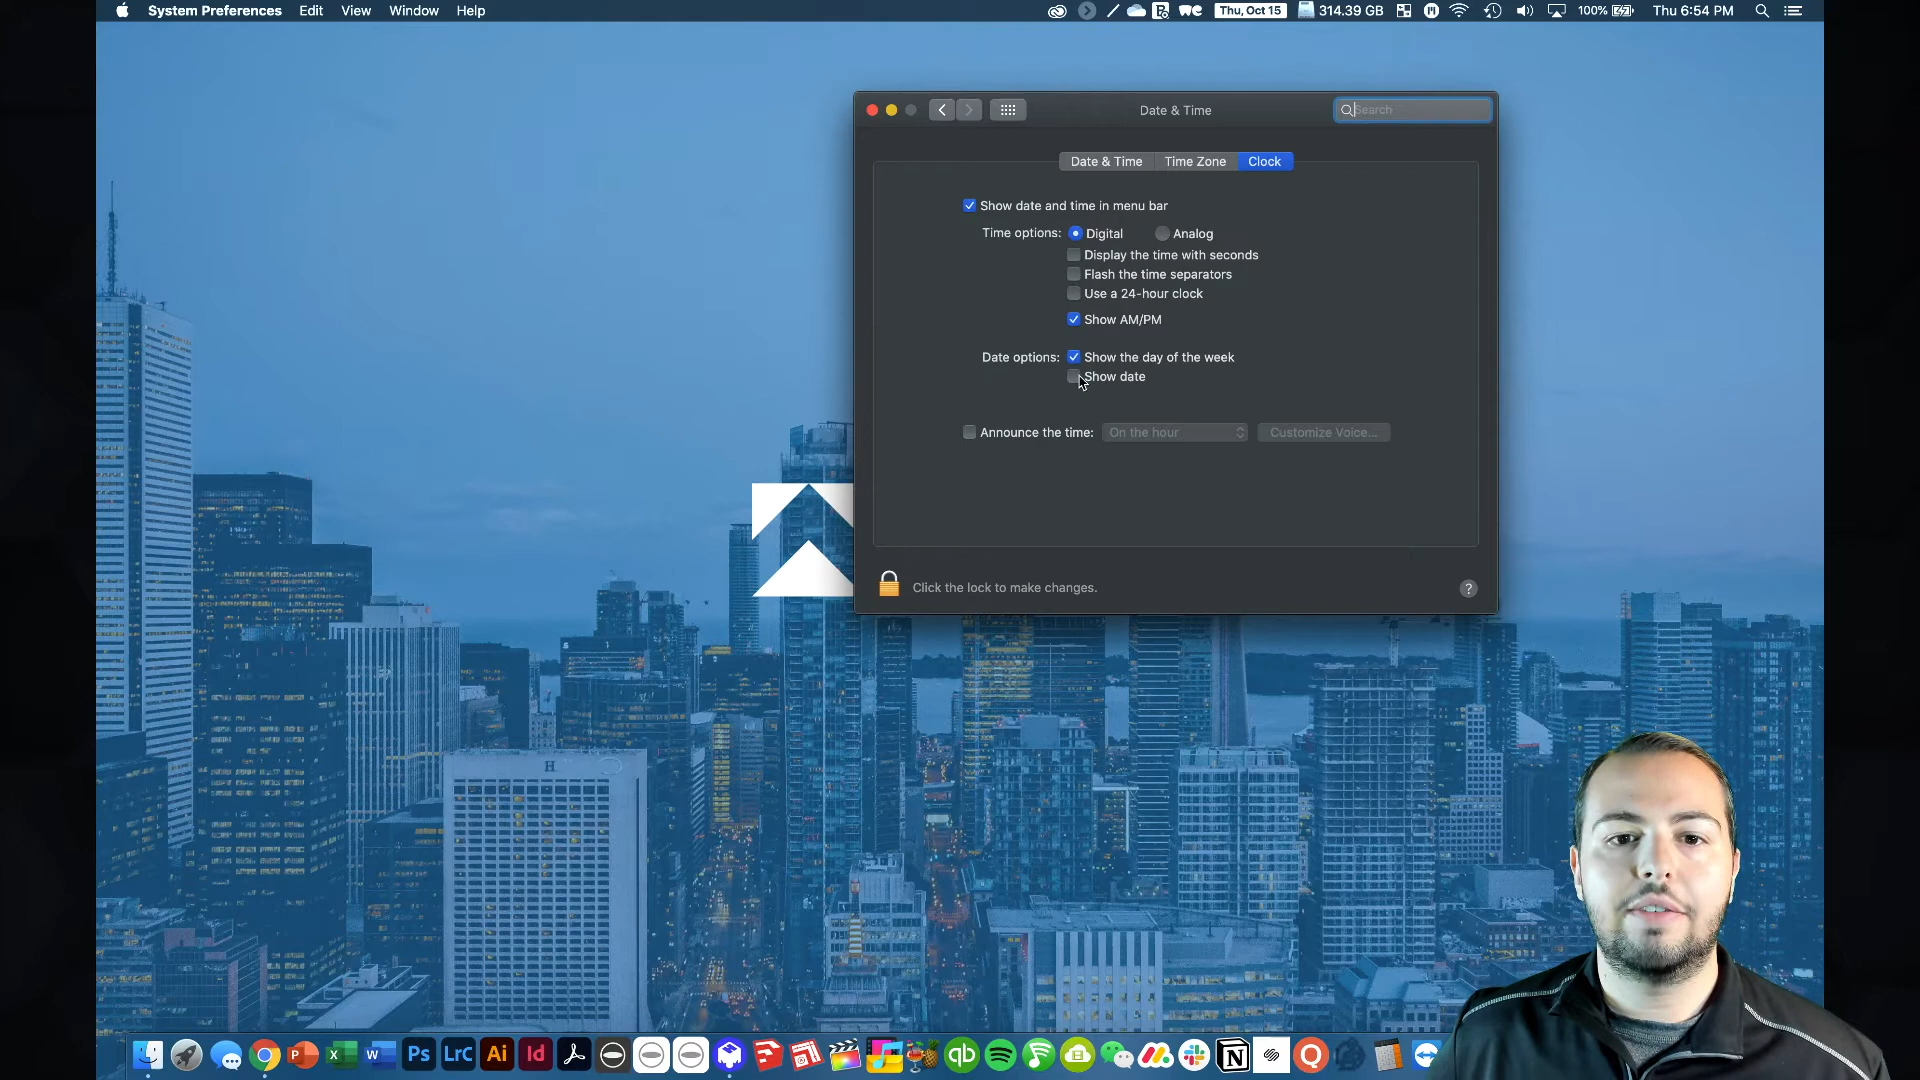 System Preferences Edit View Window Help
Thu, Oct 15 314.39 GB 100% Thu 6:54 PM
Date & Time
Search
Date & Time Time Zone Clock
Show date and time in menu bar
Time options: Digital Analog
Display the time with seconds
Flash the time separators
Use a 24-hour clock
Show AM/PM
Date options: Show the day of the week
Show date
Announce the time: On the hour Customize Voice...
Click the lock to make changes. ?
H
P X W Ps LrC Ai Id qb N Q